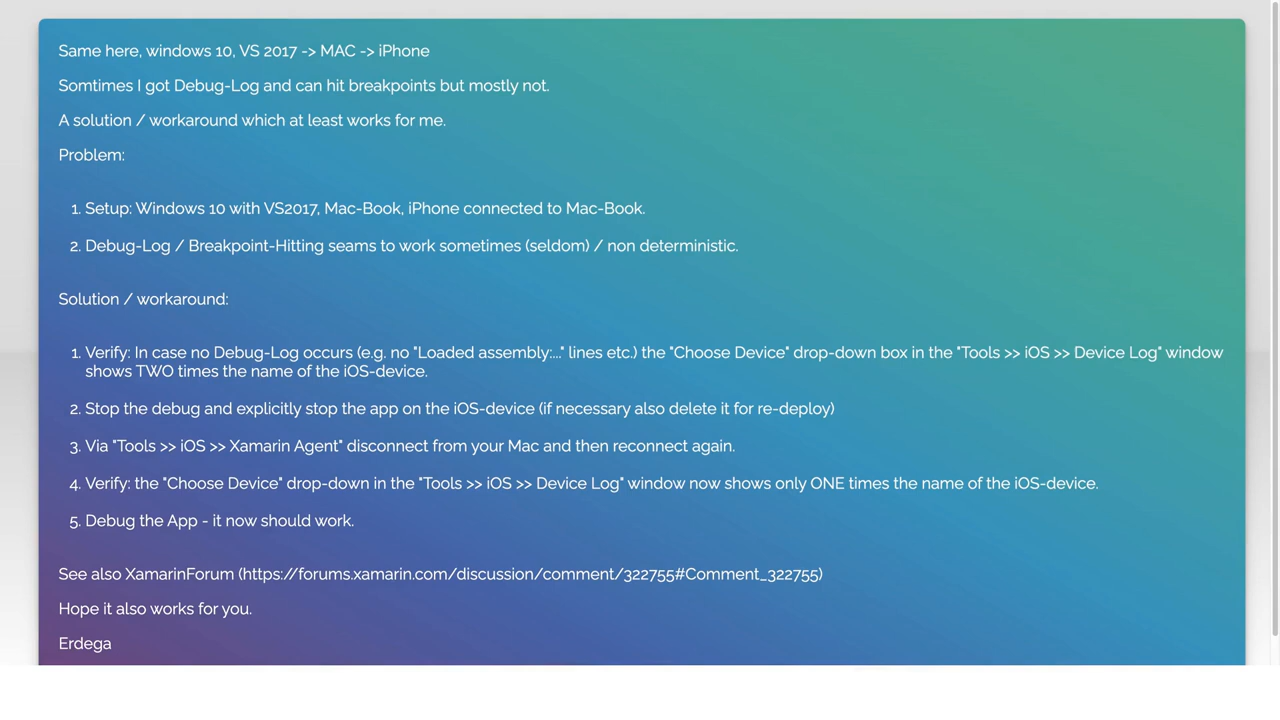 Same here, windows 10, VS 2017 -> MAC -> iPhone
Somtimes I got Debug-Log and can hit breakpoints but mostly not.
A solution / workaround which at least works for me.
Problem:
1. Setup: Windows 10 with VS2017, Mac-Book, iPhone connected to Mac-Book.
2. Debug-Log / Breakpoint-Hitting seams to work sometimes (seldom) / non deterministic.
Solution / workaround:
1. Verify: In case no Debug-Log occurs (e.g. no "Loaded assembly:..." lines etc.) the "Choose Device" drop-down box in the "Tools >> iOS >> Device Log" window
shows TWO times the name of the iOS-device.
2. Stop the debug and explicitly stop the app on the iOS-device (if necessary also delete it for re-deploy)
3. Via "Tools >> iOS >> Xamarin Agent" disconnect from your Mac and then reconnect again.
4. Verify: the "Choose Device" drop-down in the "Tools >> iOS >> Device Log" window now shows only ONE times the name of the iOS-device.
5. Debug the App - it now should work.
See also XamarinForum (https://forums.xamarin.com/discussion/comment/322755#Comment_322755)
Hope it also works for you.
Erdega